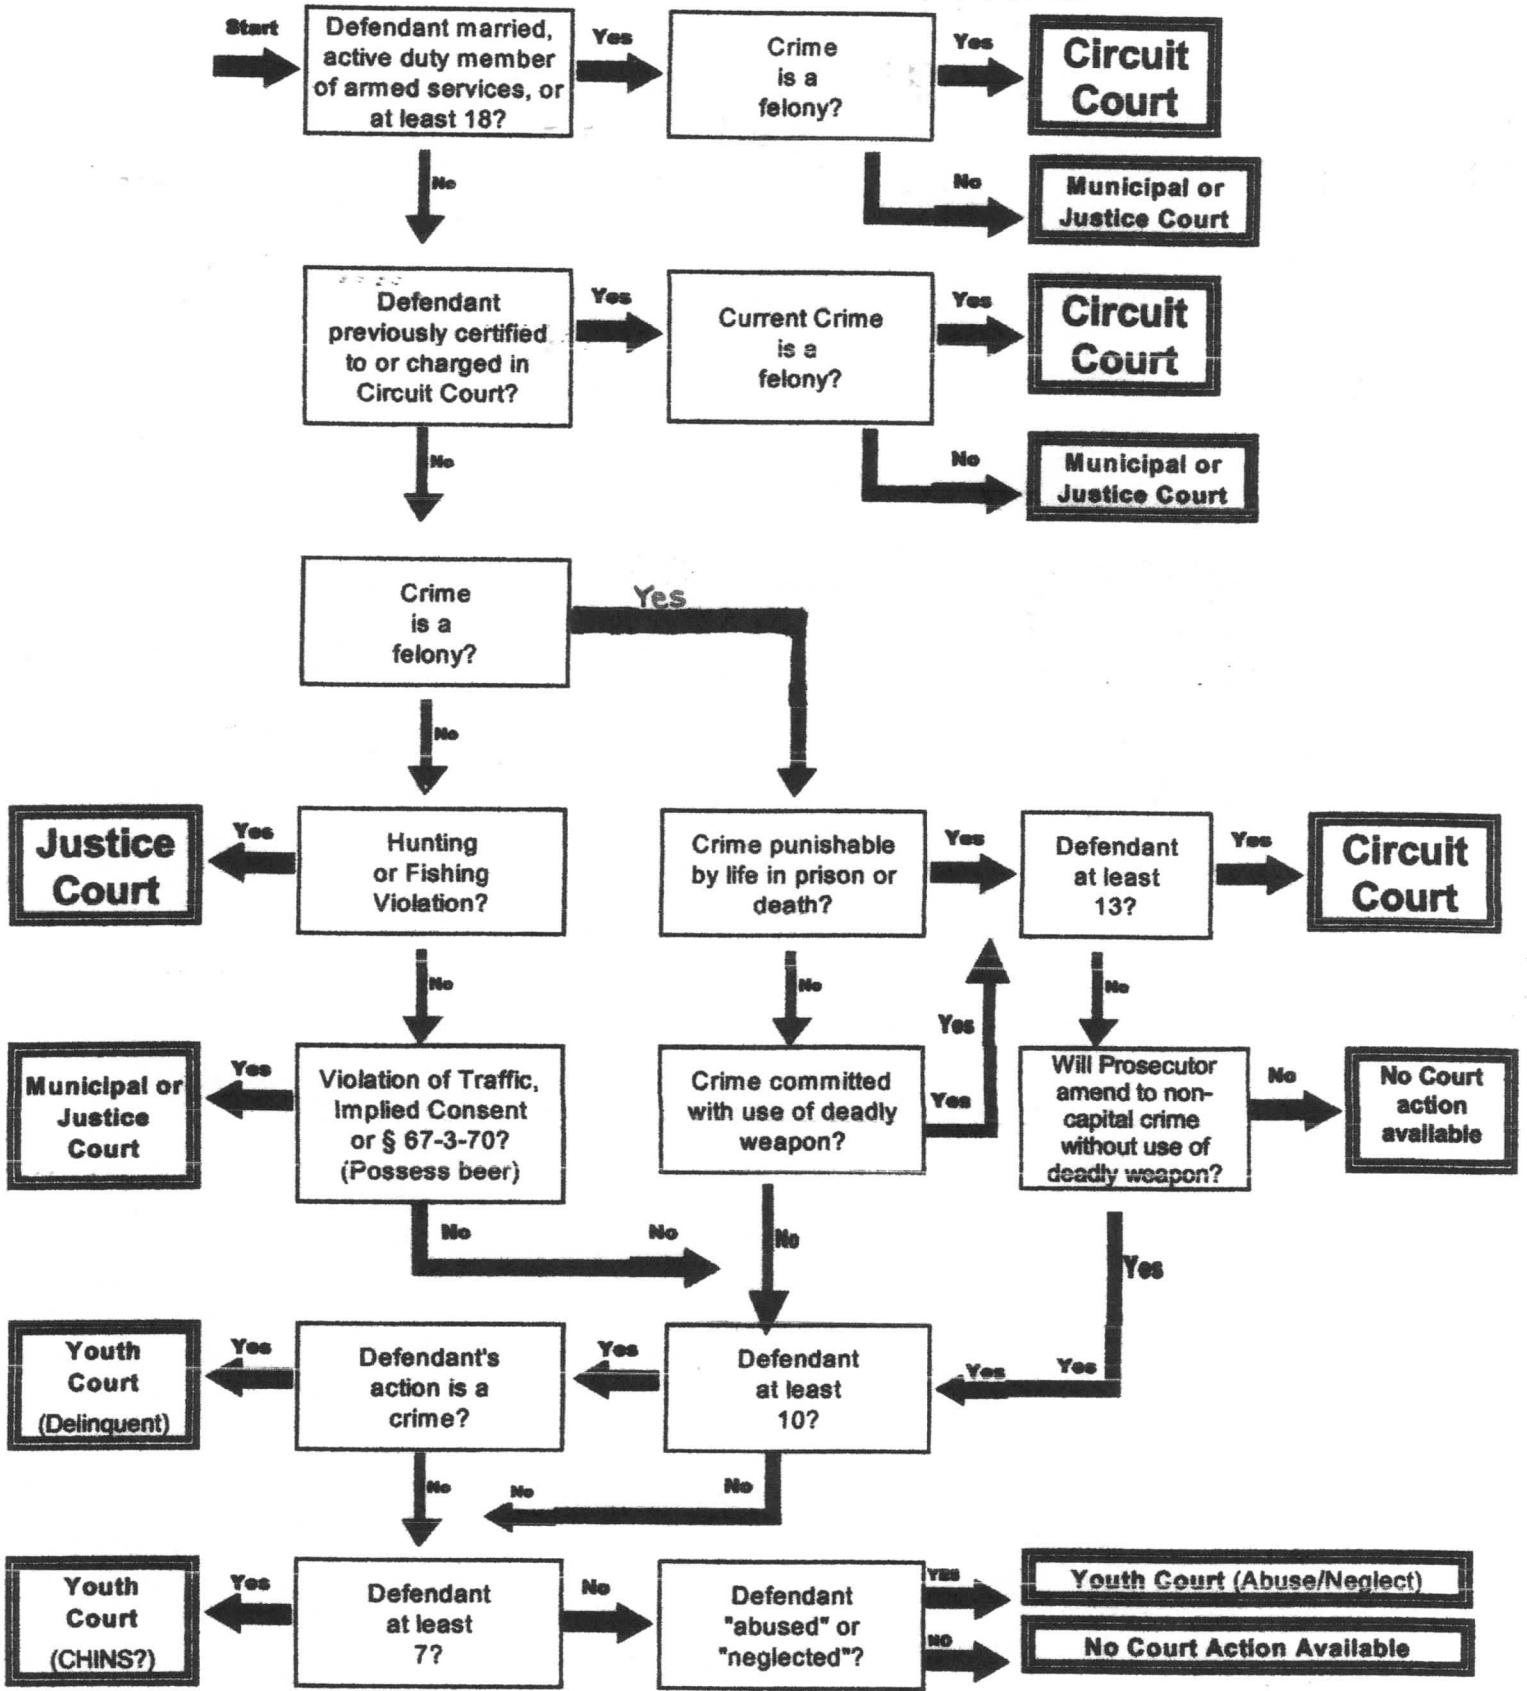 Start
Defendant married,
active duty member
of armed services, or
at least 18?
Yes
Crime
is a
felony?
Yes
Circuit
Court
No
No
Municipal or
Justice Court
Defendant
previously certified
to or charged in
Circuit Court?
Yes
Current Crime
is a
felony?
Yes
Circuit
Court
No
No
Municipal or
Justice Court
Crime
is a
felony?
Yes
No
Justice
Court
Yes
Hunting
or Fishing
Violation?
Crime punishable
by life in prison or
death?
Yes
Defendant
at least
13?
Yes
Circuit
Court
No
No
No
Yes
Municipal or
Justice
Court
Yes
Violation of Traffic,
Implied Consent
or § 67-3-70?
(Possess beer)
Crime committed
with use of deadly
weapon?
Yes
Will Prosecutor
amend to non-
capital crime
without use of
deadly weapon?
No
No Court
action
available
No
No
No
Yes
Youth
Court
(Delinquent)
Yes
Defendant's
action is a
crime?
Yes
Defendant
at least
10?
Yes
Yes
No
No
No
Youth
Court
(CHINS?)
Yes
Defendant
at least
7?
No
Defendant
"abused" or
"neglected"?
YES
Youth Court (Abuse/Neglect)
NO
No Court Action Available